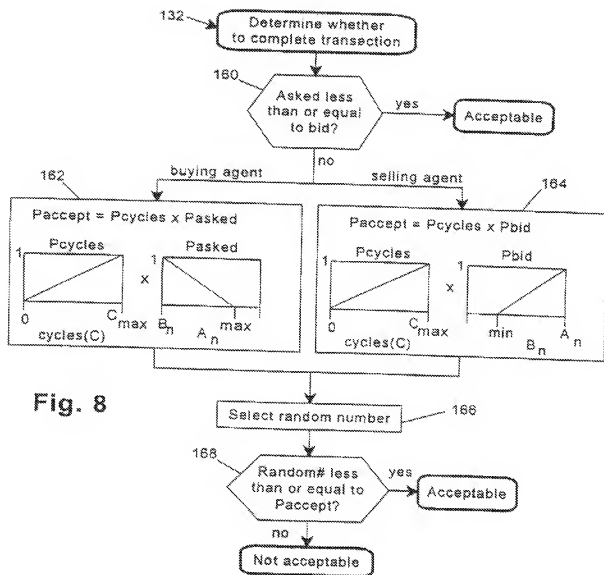 132
Determine whether
to complete transection
160
Asked less
than or equal
to bid?
yes
Acceptable
no
buying agent
selling agent
162
164
Paccept = Pcycles x Pasked
Pcycles
Pasked
1
x
1
0
Cmax
Bn
max
An
cycles(C)
Paccept = Pcycles x Pbid
Pcycles
Pbid
1
x
1
0
Cmax
min
An
Bn
cycles(C)
Fig. 8
Select random number
166
168
Random# less
than or equal to
Paccept?
yes
Acceptable
no
Not acceptable